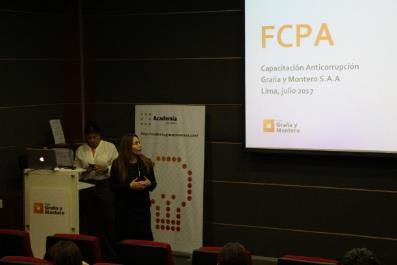 FCPA
Capacitación Anticorrupción
Graña y Montero S.A.A
Lima, julio 2017
Graña y
Montero
Academia
Graña y
Montero